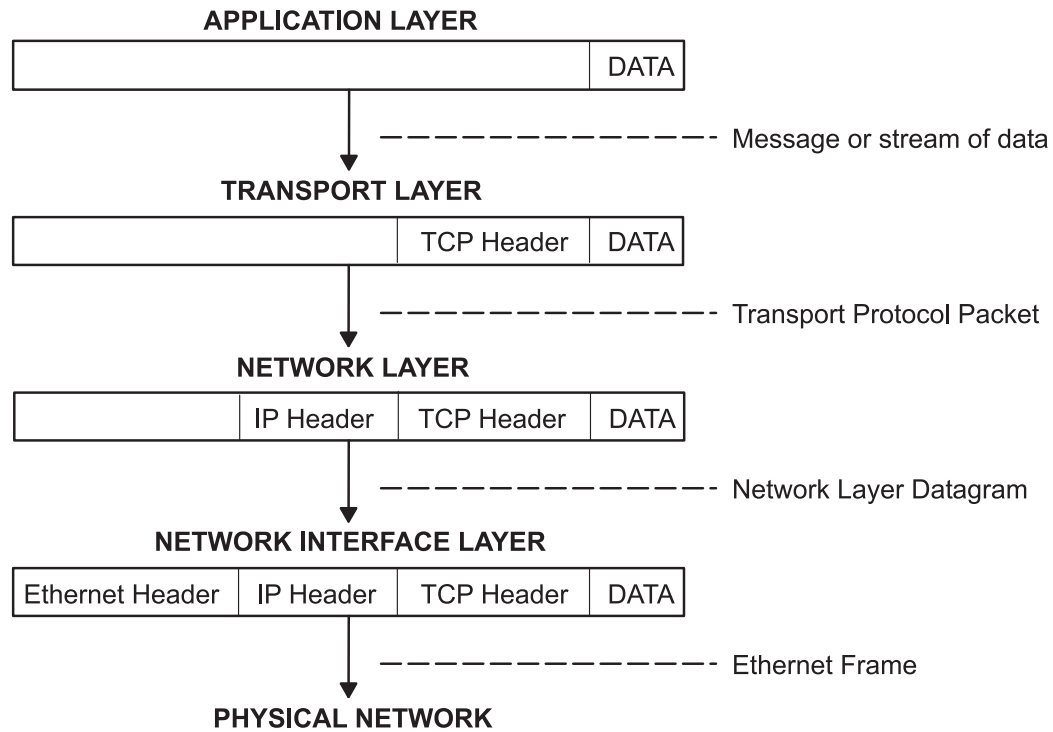 APPLICATION LAYER
DATA
Message or stream of data
TRANSPORT LAYER
TCP Header DATA
Transport Protocol Packet
NETWORK LAYER
IP Header TCP Header DATA
Network Layer Datagram
NETWORK INTERFACE LAYER
Ethernet Header IP Header TCP Header DATA
Ethernet Frame
PHYSICAL NETWORK